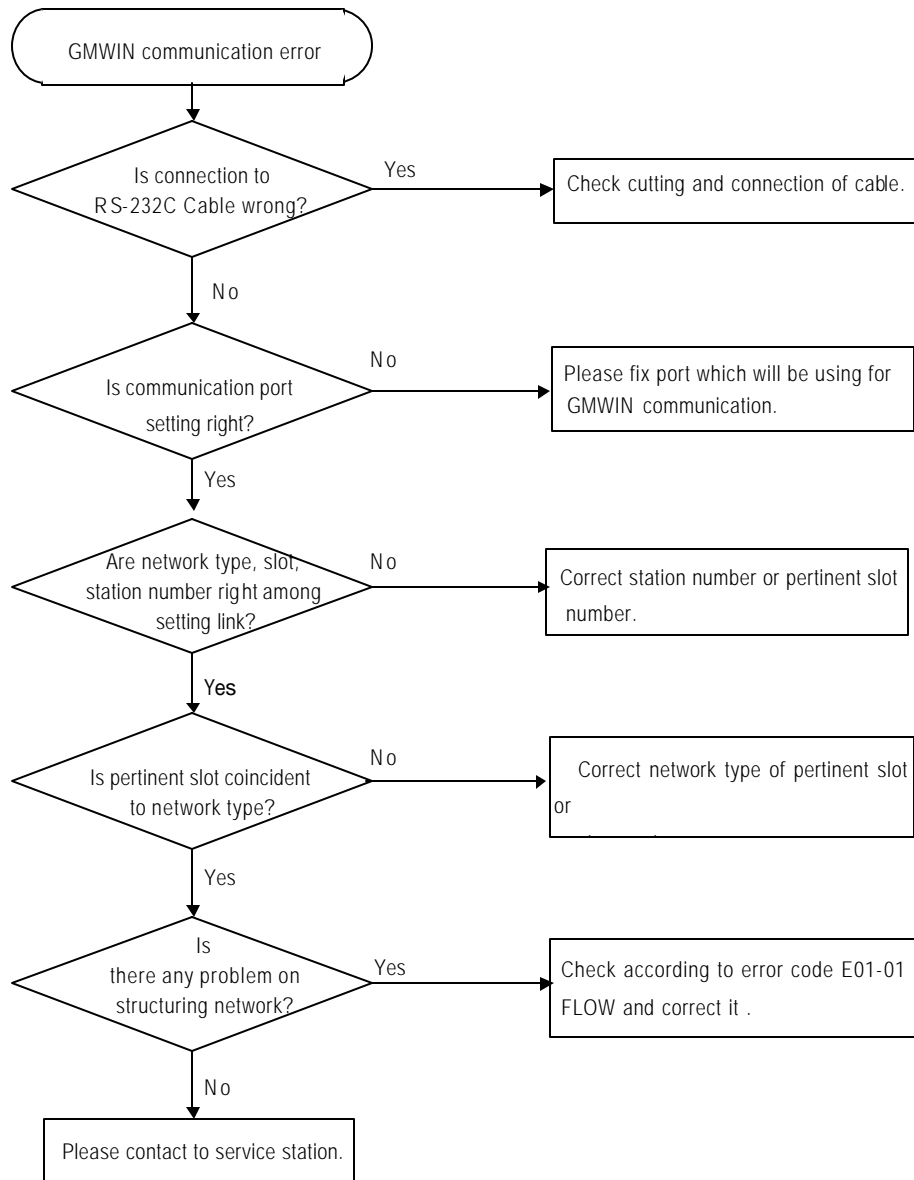 GMWIN communication error
Is connection to
RS-232C Cable wrong?
Yes
Check cutting and connection of cable.
No
Is communication port
setting right?
No
Please fix port which will be using for
GMWIN communication.
Yes
Are network type, slot,
station number right among
setting link?
No
Correct station number or pertinent slot
number.
Yes
Is pertinent slot coincident
to network type?
No
Correct network type of pertinent slot
or
Yes
Is
there any problem on
structuring network?
Yes
Check according to error code E01-01
FLOW and correct it .
No
Please contact to service station.